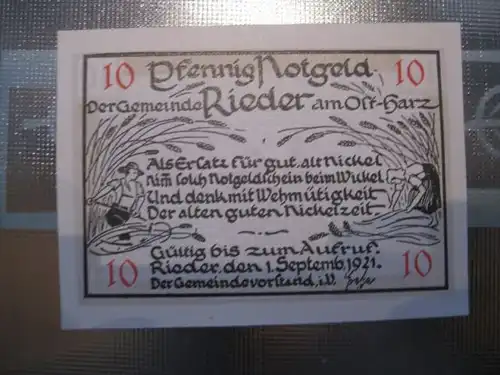 10 Pfennig Notgeld 10
Der Gemeinde Rieder am Ost-Harz
Als Ersatz für gut. alt Nickel
Nim̄ solch Notgeldschein beim Wickel
Und denk mit Wehmütigkeit
Der alten guten Nickelzeit.
Gültig bis zum Aufruf.
10 Rieder, den 1. Septemb. 1921. 10
Der Gemeindevorstand, i.V.